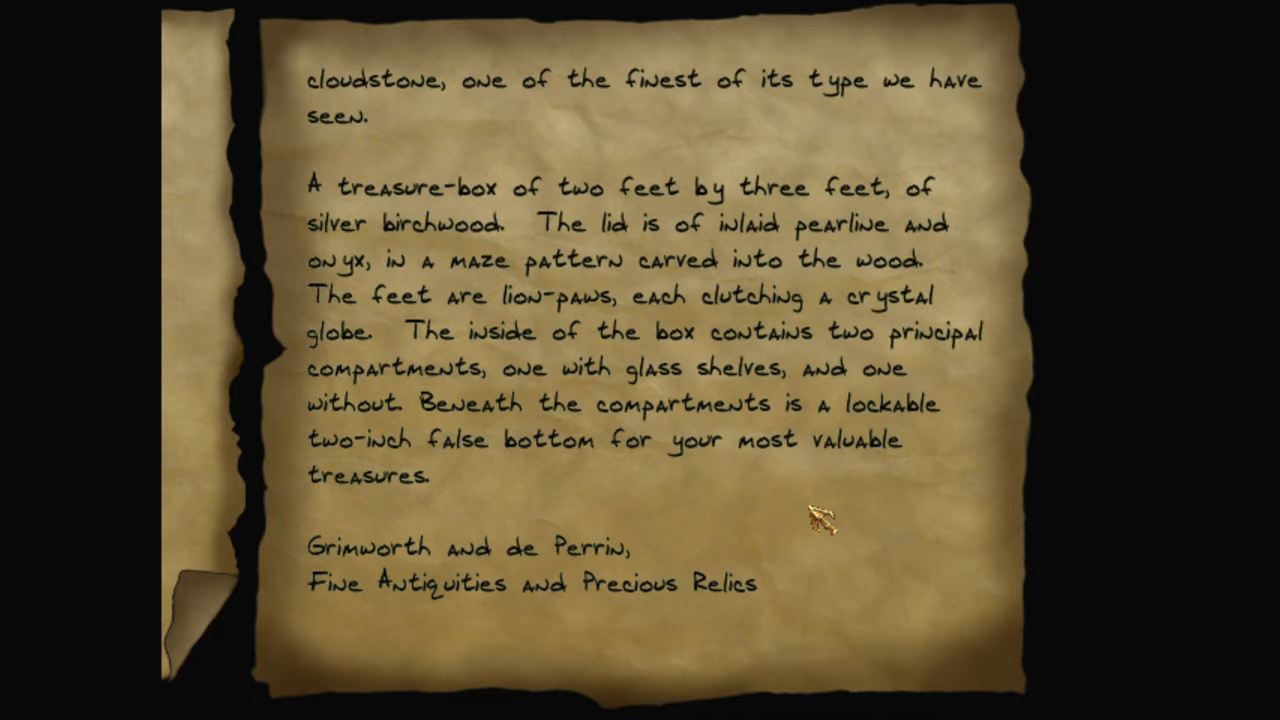 cloudstone, one of the finest of its type we have
seen.
A treasure-box of two feet by three feet, of
silver birchwood. The lid is of inlaid pearline and
onyx, in a maze pattern carved into the wood.
The feet are lion-paws, each clutching a crystal
globe. The inside of the box contains two principal
compartments, one with glass shelves, and one
without. Beneath the compartments is a lockable
two-inch false bottom for your most valuable
treasures.
Grimworth and de Perrin,
Fine Antiquities and Precious Relics